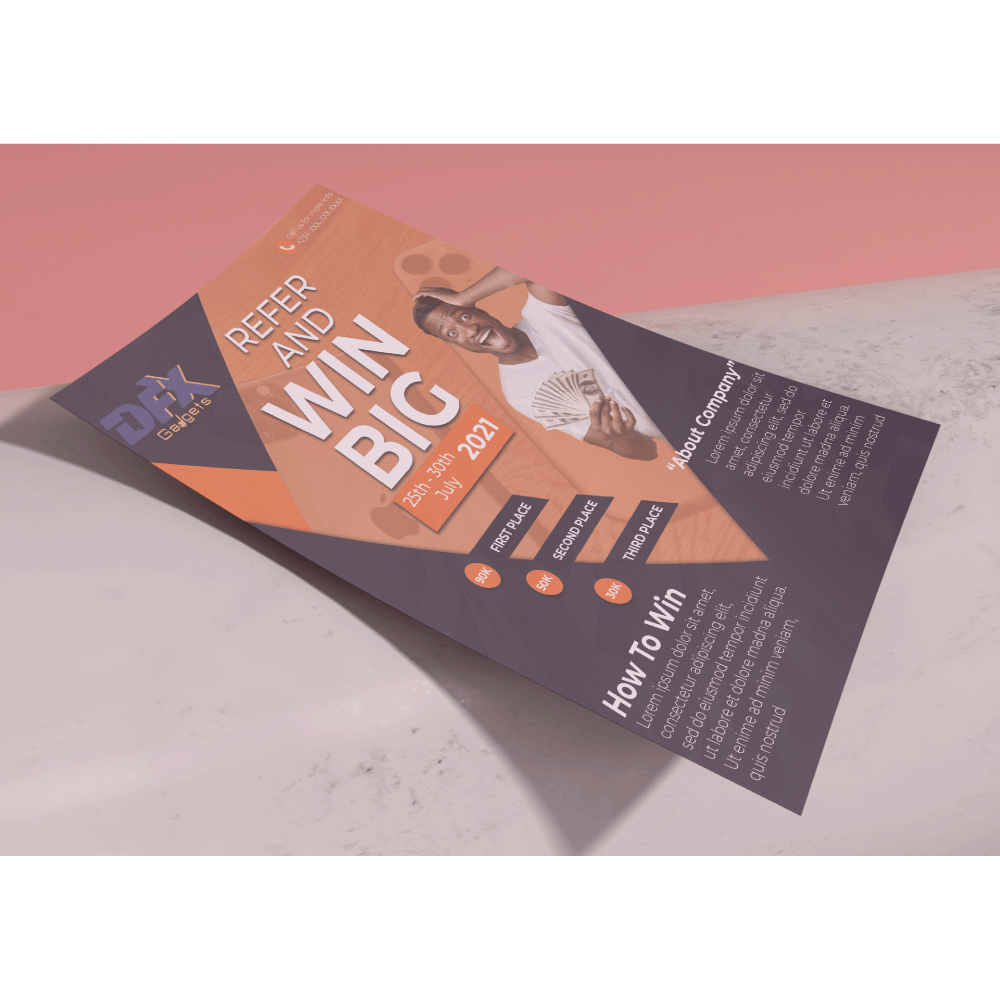 call us for more info
+234 XXX XXX XXXX
DFX
Gadgets
REFER
AND
WIN
BIG
25th - 30th
July
2021
FIRST PLACE
90K
SECOND PLACE
50K
THIRD PLACE
30K
“About Company”
Lorem ipsum dolor sit
amet, consectetur
adipiscing elit, sed do
eiusmod tempor
incidiunt ut labore et
dolore madna aliqua.
Ut enime ad minim
veniam, quis nostrud
How To Win
Lorem ipsum dolor sit amet,
consectetur adipiscing elit,
sed do eiusmod tempor incidiunt
ut labore et dolore madna aliqua.
Ut enime ad minim veniam,
quis nostrud